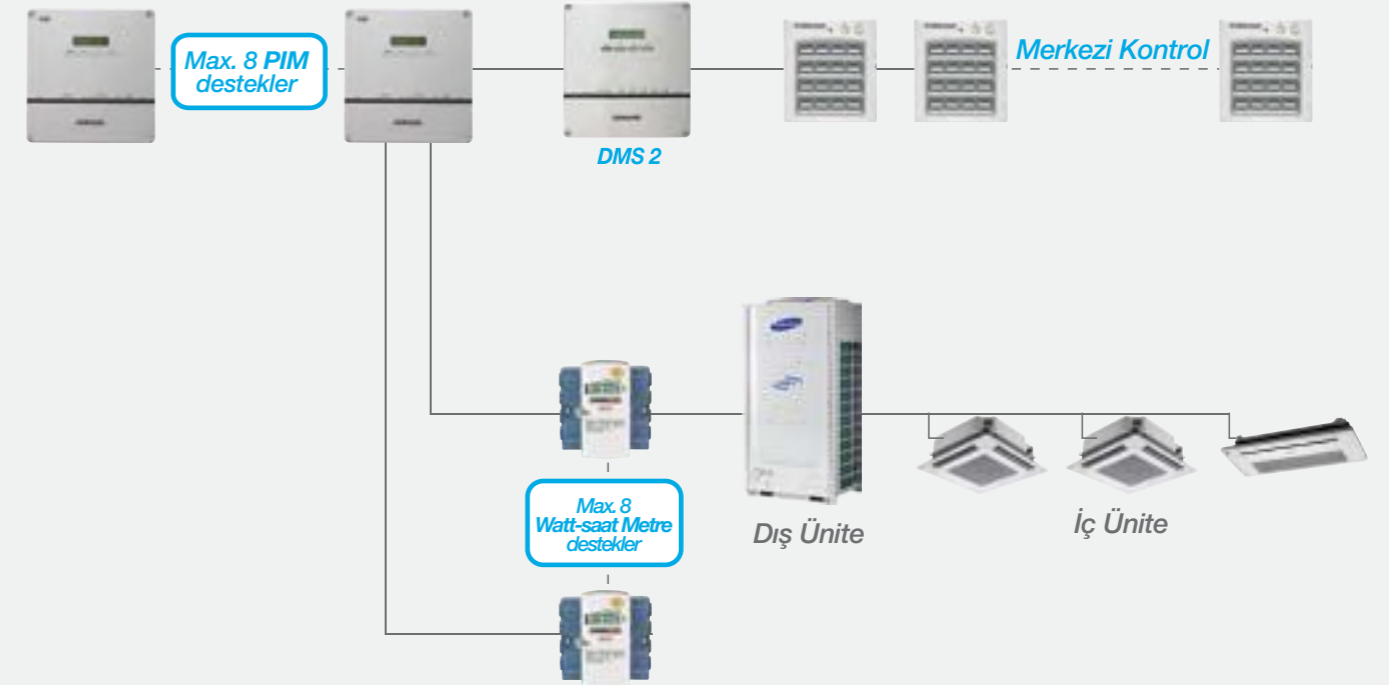 Max. 8 PIM
destekler
Merkezi Kontrol
DMS 2
Max. 8
Watt-saat Metre
destekler
Dış Ünite
İç Ünite